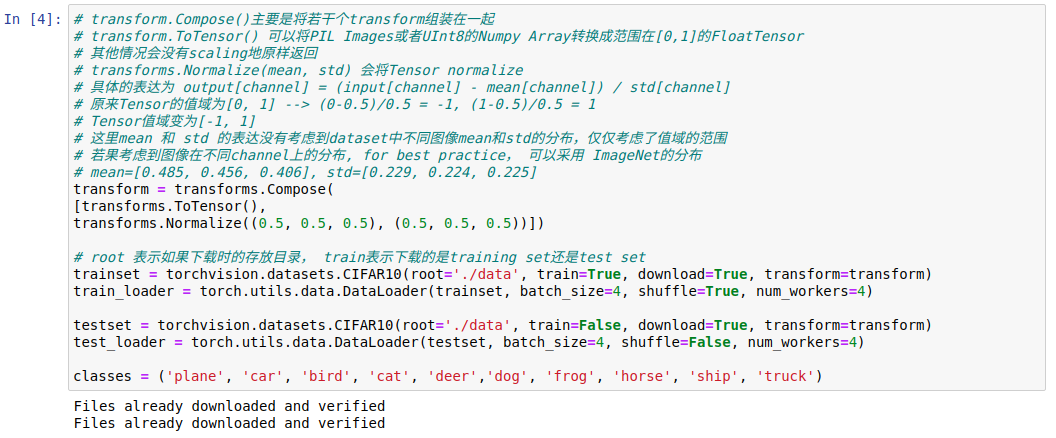 In [4]:
# transform.Compose()主要是将若干个transform组装在一起
# transform.ToTensor() 可以将PIL Images或者UInt8的Numpy Array转换成范围在[0,1]的FloatTensor
# 其他情况会没有scaling地原样返回
# transforms.Normalize(mean, std) 会将Tensor normalize
# 具体的表达为 output[channel] = (input[channel] - mean[channel]) / std[channel]
# 原来Tensor的值域为[0, 1] --> (0-0.5)/0.5 = -1, (1-0.5)/0.5 = 1
# Tensor值域变为[-1, 1]
# 这里mean 和 std 的表达没有考虑到dataset中不同图像mean和std的分布，仅仅考虑了值域的范围
# 若果考虑到图像在不同channel上的分布, for best practice， 可以采用 ImageNet的分布
# mean=[0.485, 0.456, 0.406], std=[0.229, 0.224, 0.225]
transform = transforms.Compose(
[transforms.ToTensor(),
transforms.Normalize((0.5, 0.5, 0.5), (0.5, 0.5, 0.5))])
# root 表示如果下载时的存放目录， train表示下载的是training set还是test set
trainset = torchvision.datasets.CIFAR10(root='./data', train=True, download=True, transform=transform)
train_loader = torch.utils.data.DataLoader(trainset, batch_size=4, shuffle=True, num_workers=4)
testset = torchvision.datasets.CIFAR10(root='./data', train=False, download=True, transform=transform)
test_loader = torch.utils.data.DataLoader(testset, batch_size=4, shuffle=False, num_workers=4)
classes = ('plane', 'car', 'bird', 'cat', 'deer','dog', 'frog', 'horse', 'ship', 'truck')
Files already downloaded and verified
Files already downloaded and verified